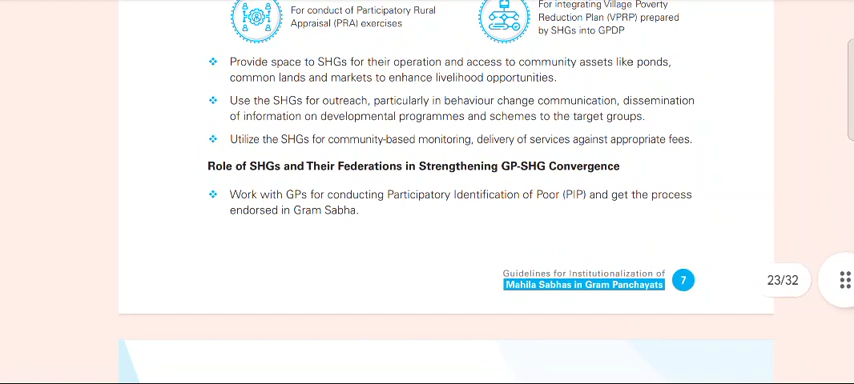 For conduct of Participatory Rural
Appraisal (PRA) exercises
For integrating Village Poverty
Reduction Plan (VPRP) prepared
by SHGs into GPDP
❖ Provide space to SHGs for their operation and access to community assets like ponds,
common lands and markets to enhance livelihood opportunities.
❖ Use the SHGs for outreach, particularly in behaviour change communication, dissemination
of information on developmental programmes and schemes to the target groups.
❖ Utilize the SHGs for community-based monitoring, delivery of services against appropriate fees.
Role of SHGs and Their Federations in Strengthening GP-SHG Convergence
❖ Work with GPs for conducting Participatory Identification of Poor (PIP) and get the process
endorsed in Gram Sabha.
Guidelines for Institutionalization of
Mahila Sabhas in Gram Panchayats 7
23/32